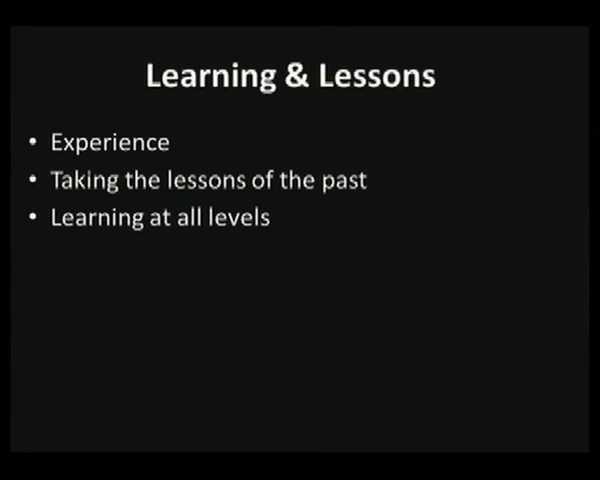 Learning & Lessons
• Experience
• Taking the lessons of the past
• Learning at all levels